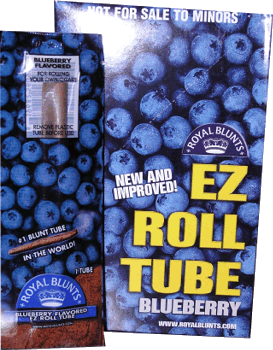 NOT FOR SALE TO MINORS
ROYAL BLUNTS
NEW AND
IMPROVED!
EZ
ROLL
TUBE
BLUEBERRY
WWW.ROYALBLUNTS.COM
BLUEBERRY
FLAVORED
FOR ROLLING
YOUR OWN CIGARS
REMOVE PLASTIC
TUBE BEFORE USE
#1 BLUNT TUBE
IN THE WORLD!
1 TUBE
ROYAL BLUNTS
BLUEBERRY FLAVORED
EZ ROLL TUBE